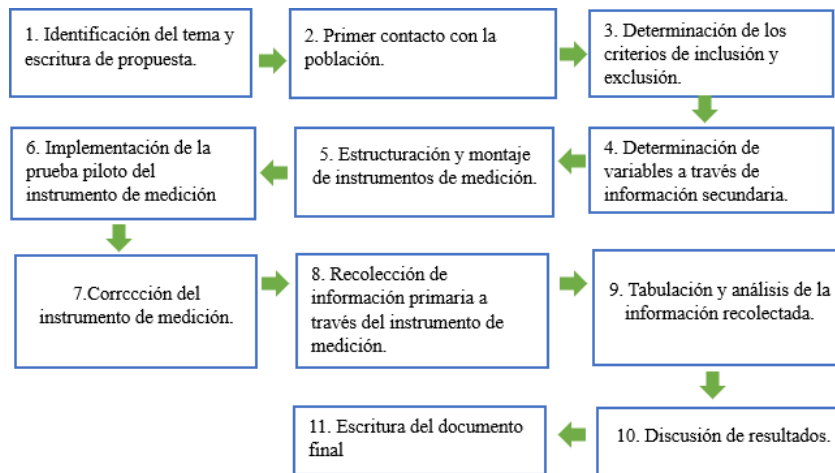 1. Identificación del tema y
escritura de propuesta.
2. Primer contacto con la
población.
3. Determinación de los
criterios de inclusión y
exclusión.
4. Determinación de
variables a través de
información secundaria.
5. Estructuración y montaje
de instrumentos de medición.
6. Implementación de la
prueba piloto del
instrumento de medición
7.Corrccción del
instrumento de medición.
8. Recolección de
información primaria a
través del instrumento de
medición.
9. Tabulación y análisis de la
información recolectada.
10. Discusión de resultados.
11. Escritura del documento
final